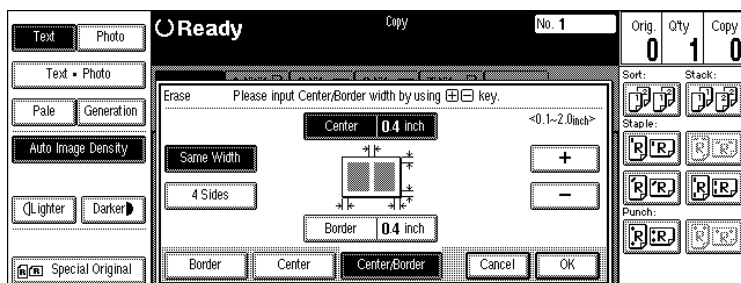 Text
Photo
Text • Photo
Pale
Generation
Auto Image Density
Lighter
Darker
Special Original
Ready
Copy
No. 1
Erase
Please input Center/Border width by using + − key.
Center 0.4 inch
<0.1~2.0inch>
Same Width
4 Sides
+
−
Border 0.4 inch
Border
Center
Center/Border
Cancel
OK
Orig.
Q'ty
Copy
0
1
0
Sort:
Stack:
Staple:
Punch: